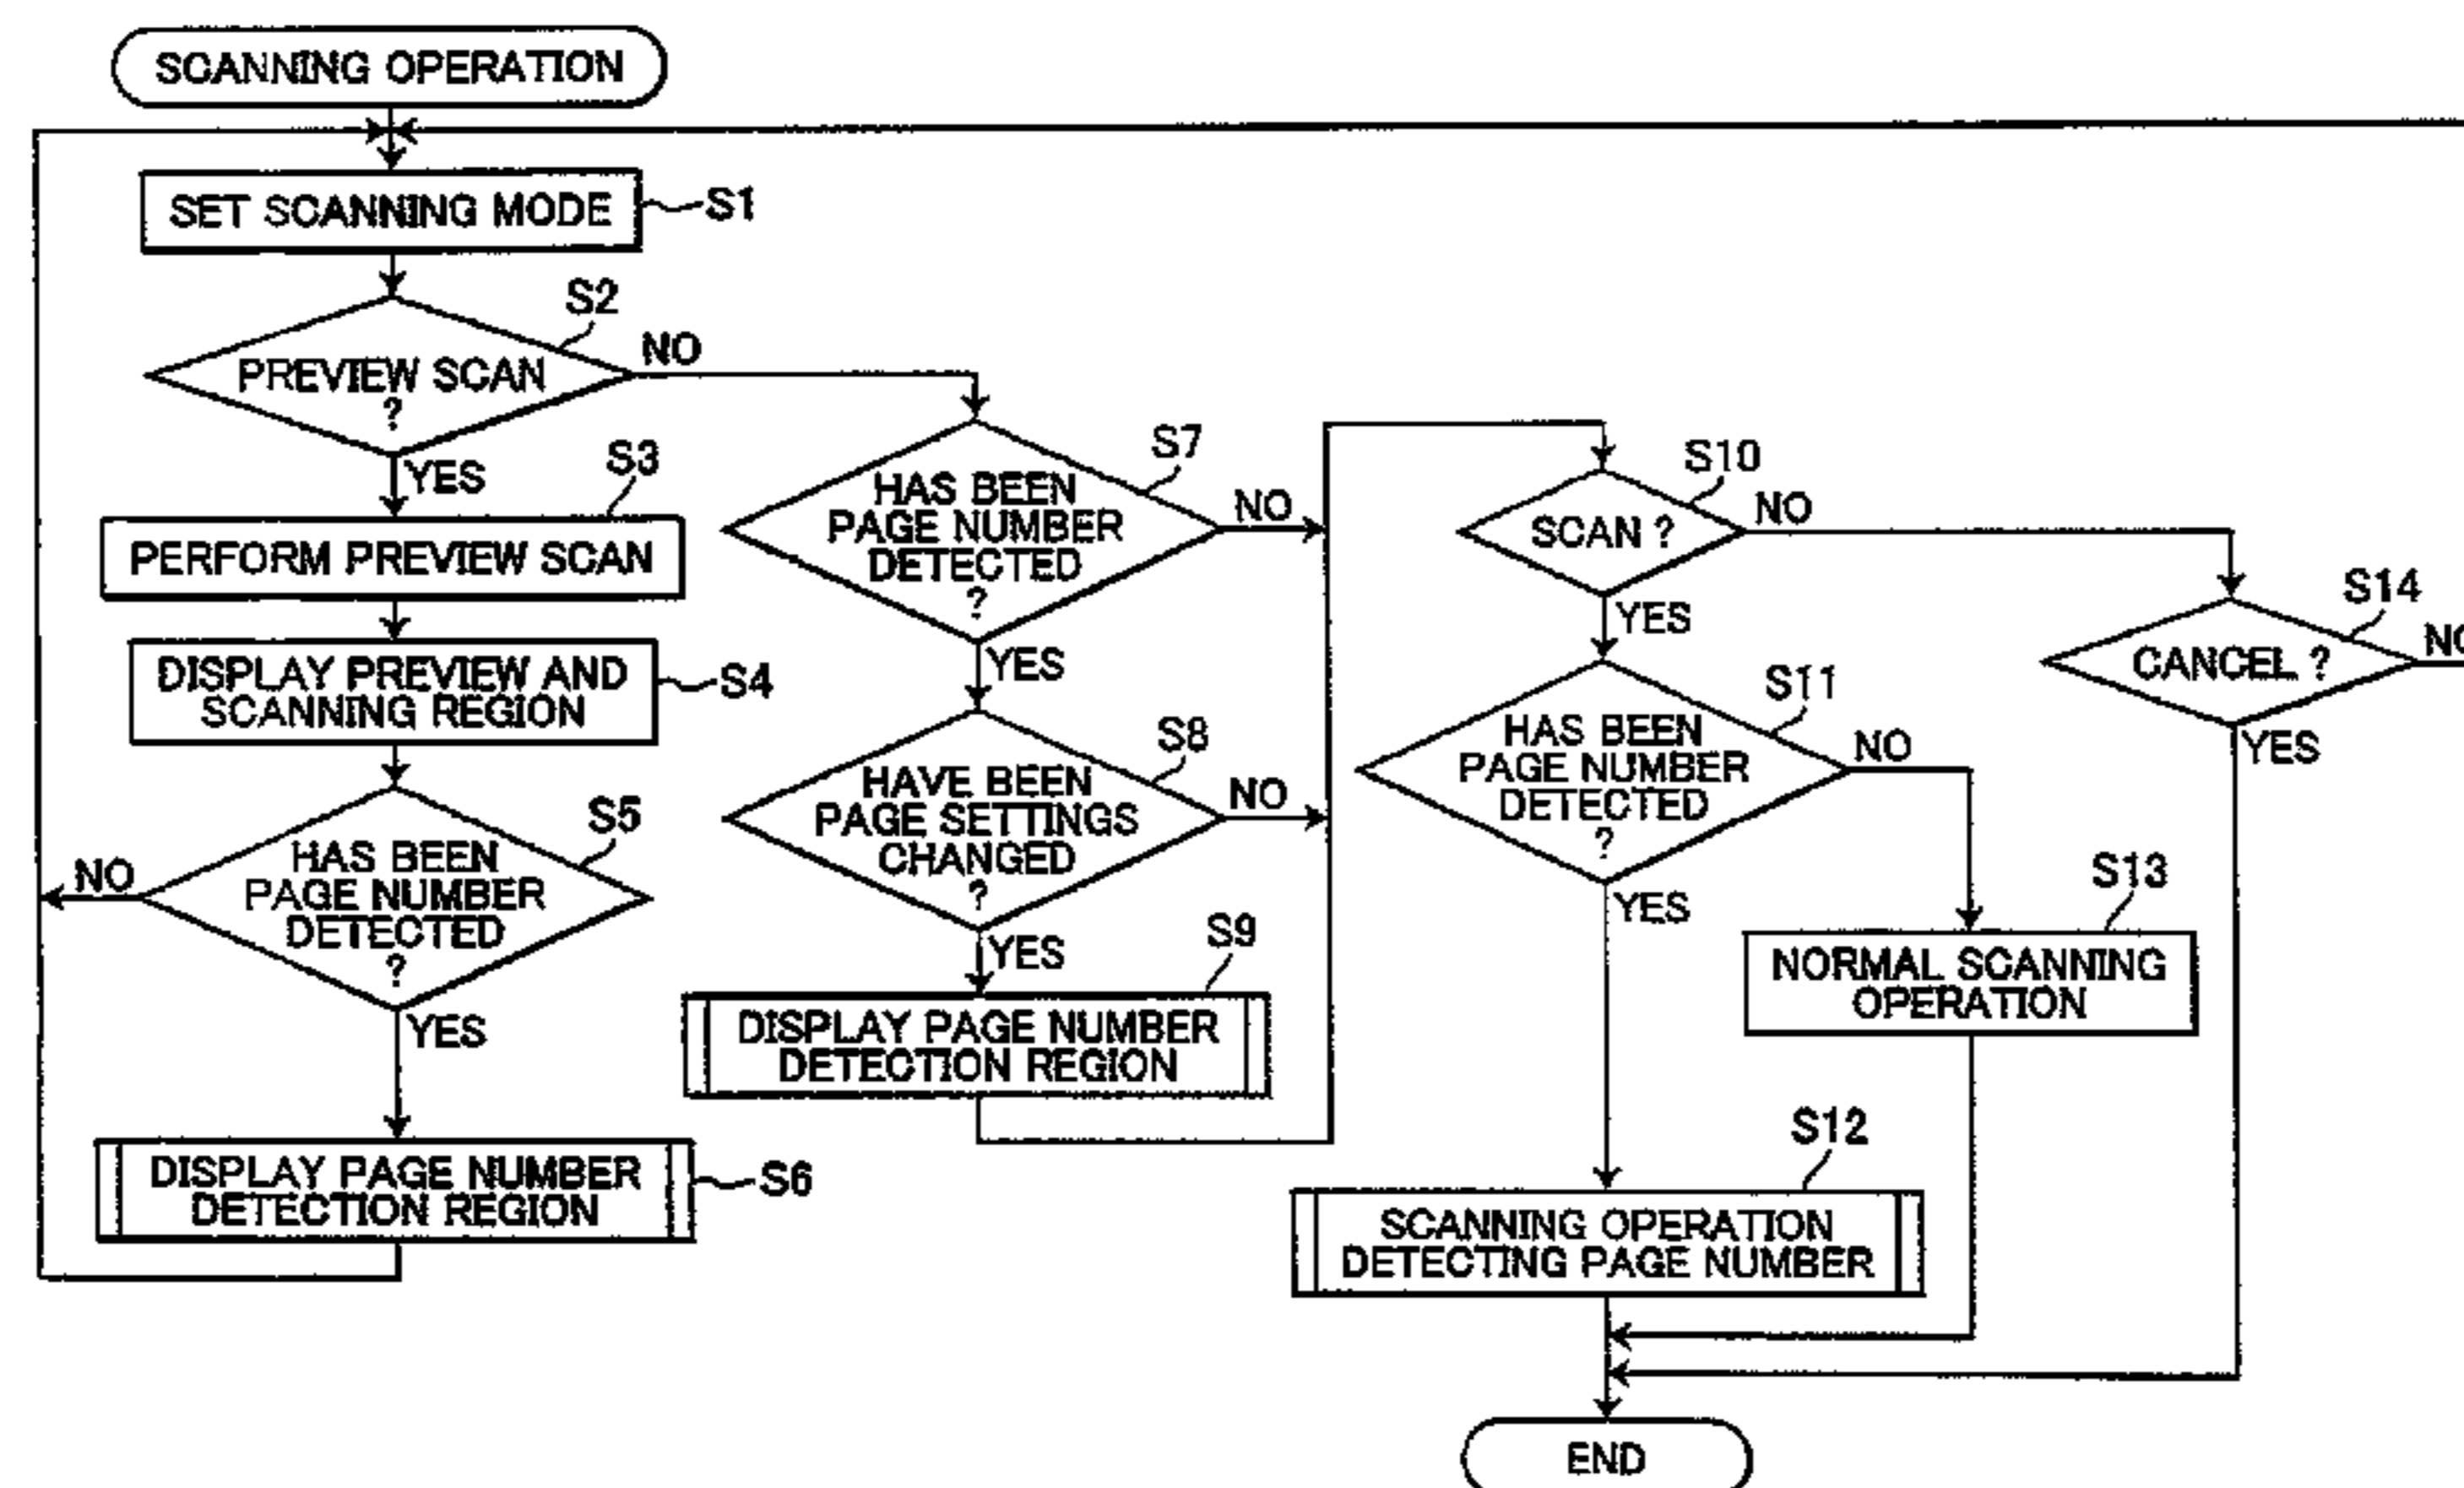 SCANNING OPERATION
SET SCANNING MODE
S1
S2
PREVIEW SCAN
?
NO
YES
S3
PERFORM PREVIEW SCAN
DISPLAY PREVIEW AND
SCANNING REGION
S4
S5
HAS BEEN
PAGE NUMBER
DETECTED
?
NO
YES
DISPLAY PAGE NUMBER
DETECTION REGION
S6
S7
HAS BEEN
PAGE NUMBER
DETECTED
?
NO
YES
S8
HAVE BEEN
PAGE SETTINGS
CHANGED
?
NO
YES
S9
DISPLAY PAGE NUMBER
DETECTION REGION
S10
SCAN ?
NO
YES
S11
HAS BEEN
PAGE NUMBER
DETECTED
?
NO
YES
S13
NORMAL SCANNING
OPERATION
S12
SCANNING OPERATION
DETECTING PAGE NUMBER
S14
CANCEL ?
NO
YES
END